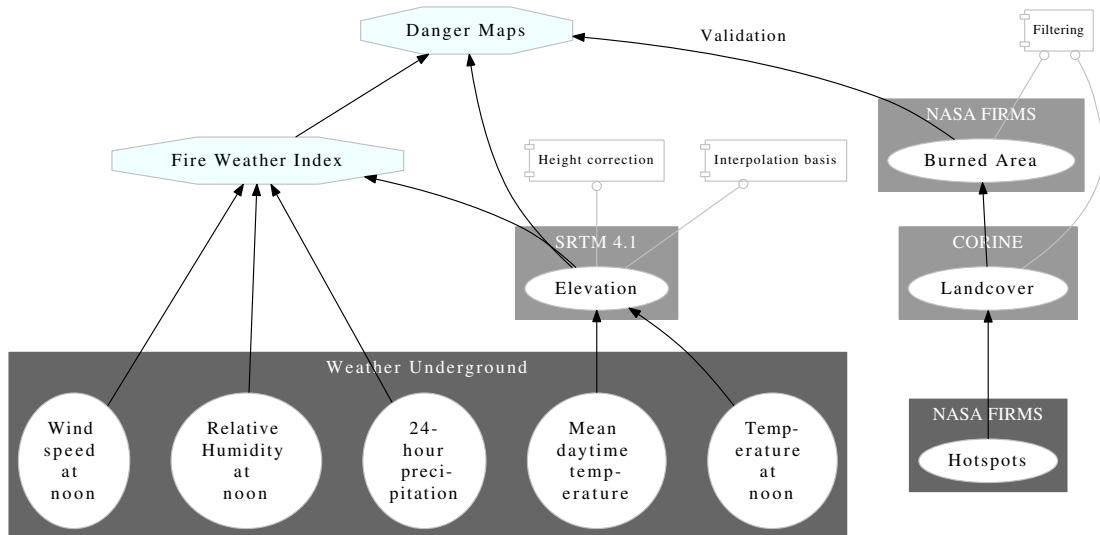 Danger Maps
Validation
Filtering
NASA FIRMS
Burned Area
Fire Weather Index
Height correction
Interpolation basis
SRTM 4.1
Elevation
CORINE
Landcover
Weather Underground
Wind
speed
at
noon
Relative
Humidity
at
noon
24-
hour
preci-
pitation
Mean
daytime
temp-
erature
Temp-
erature
at
noon
NASA FIRMS
Hotspots